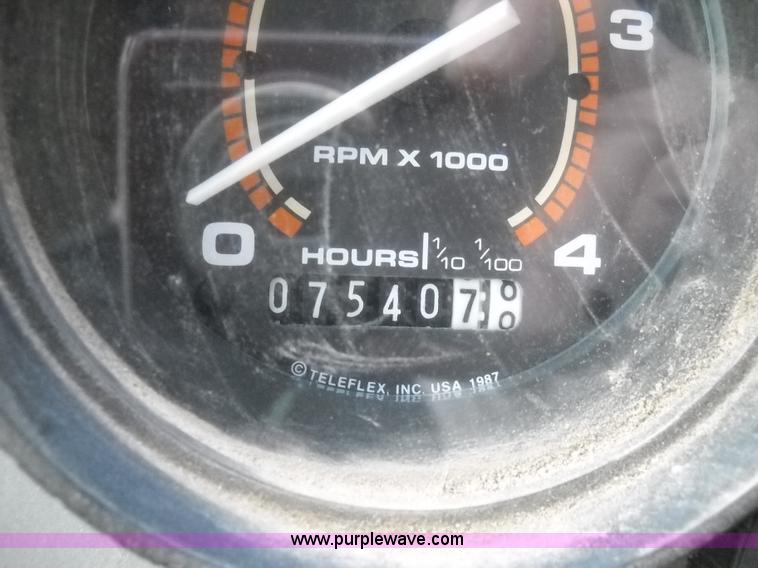 3
RPM X 1000
0
HOURS 1/10 1/100
4
075407
© TELEFLEX, INC. USA 1987
www.purplewave.com